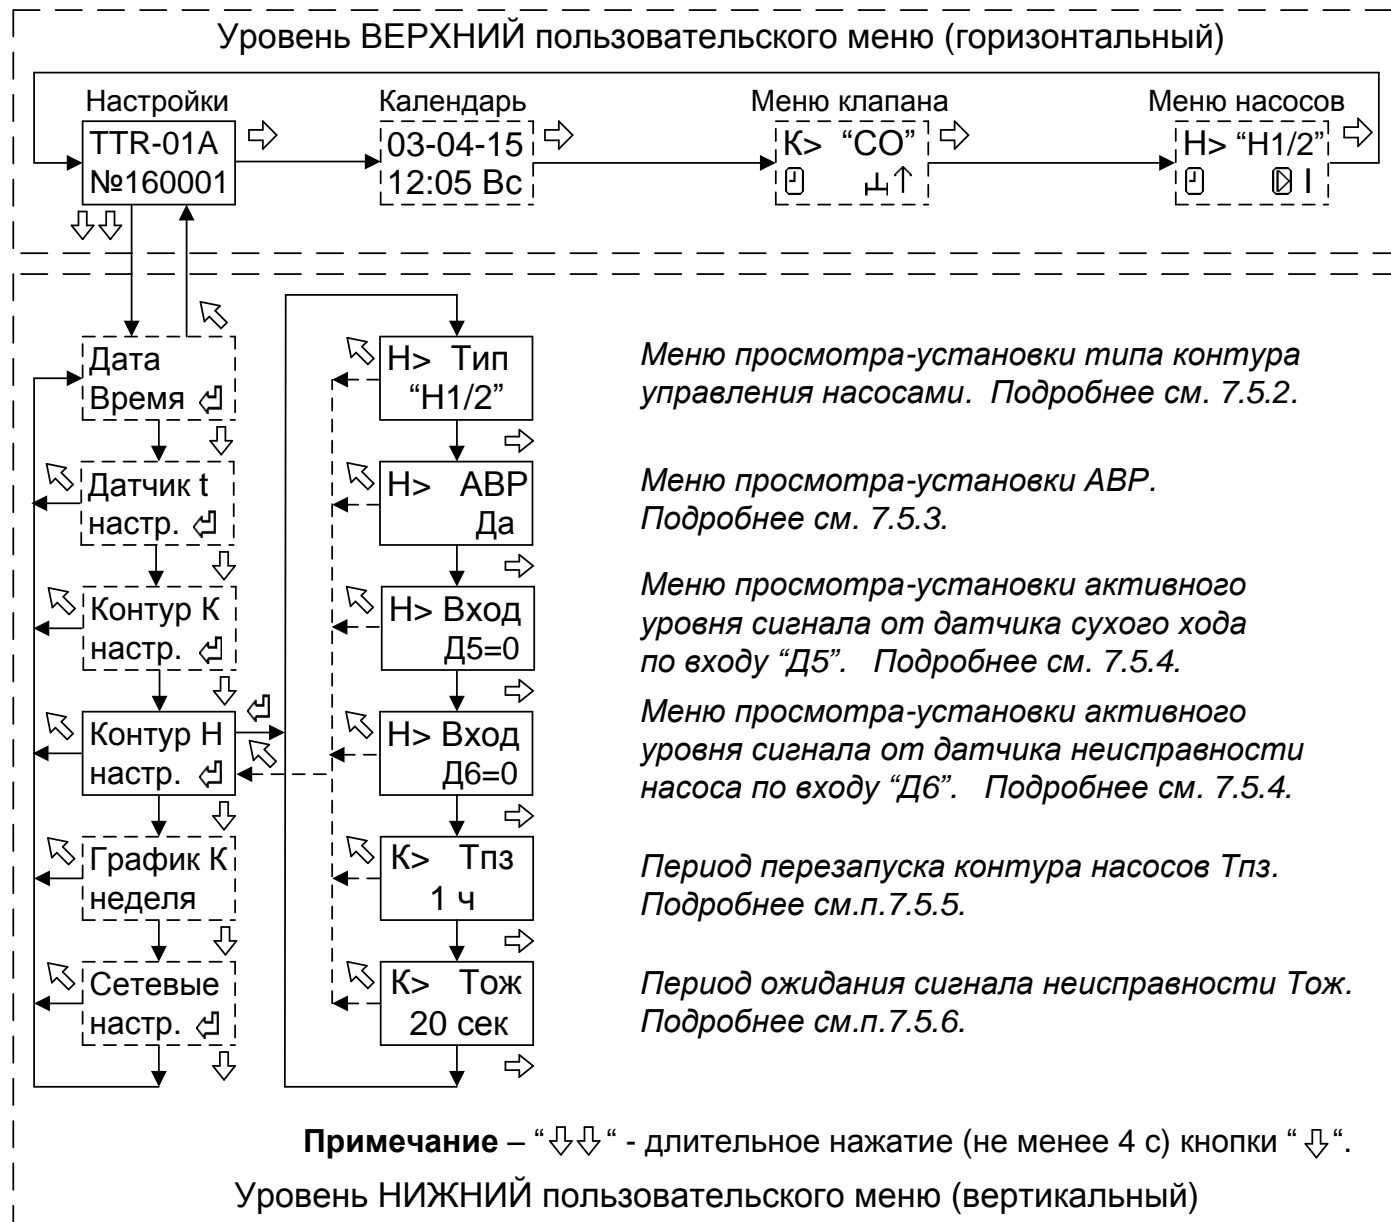 Уровень ВЕРХНИЙ пользовательского меню (горизонтальный)
Настройки
TTR-01A
№160001
Календарь
03-04-15
12:05 Вс
Меню клапана
К> “СО”
Меню насосов
Н> “Н1/2”
I
Дата
Время
Датчик t
настр.
Контур К
настр.
Контур Н
настр.
График К
неделя
Сетевые
настр.
Н> Тип
“Н1/2”
Меню просмотра-установки типа контура
управления насосами. Подробнее см. 7.5.2.
Н> АВР
Да
Меню просмотра-установки АВР.
Подробнее см. 7.5.3.
Н> Вход
Д5=0
Меню просмотра-установки активного
уровня сигнала от датчика сухого хода
по входу “Д5”. Подробнее см. 7.5.4.
Н> Вход
Д6=0
Меню просмотра-установки активного
уровня сигнала от датчика неисправности
насоса по входу “Д6”. Подробнее см. 7.5.4.
К> Тпз
1 ч
Период перезапуска контура насосов Тпз.
Подробнее см.п.7.5.5.
К> Тож
20 сек
Период ожидания сигнала неисправности Тож.
Подробнее см.п.7.5.6.
Примечание – “⇩⇩“ - длительное нажатие (не менее 4 с) кнопки “ ⇩“.
Уровень НИЖНИЙ пользовательского меню (вертикальный)